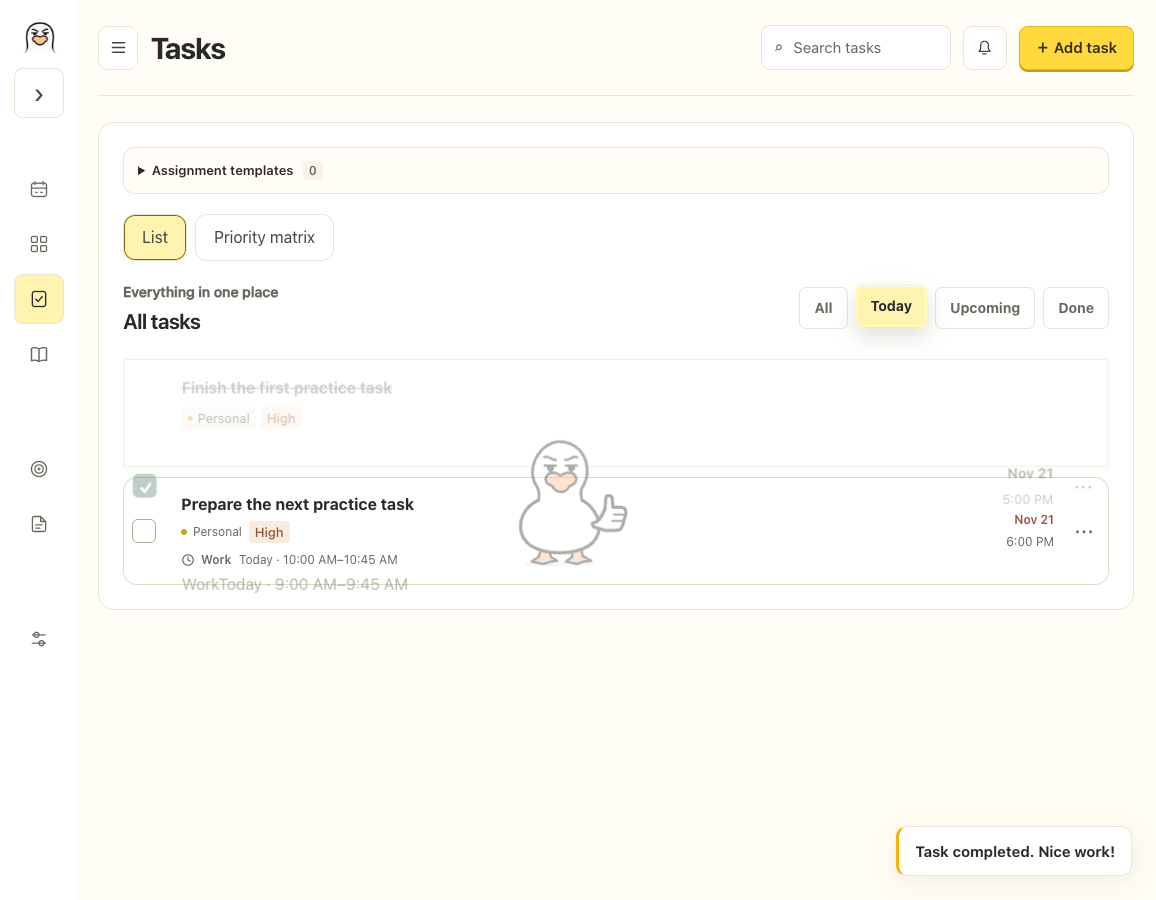 Tasks
Search tasks
+ Add task
Assignment templates 0
List
Priority matrix
Everything in one place
All tasks
All
Today
Upcoming
Done
Finish the first practice task
Personal High
Nov 21
5:00 PM
Prepare the next practice task
Nov 21
Personal High
6:00 PM
Work Today · 10:00 AM–10:45 AM
WorkToday · 9:00 AM–9:45 AM
Task completed. Nice work!